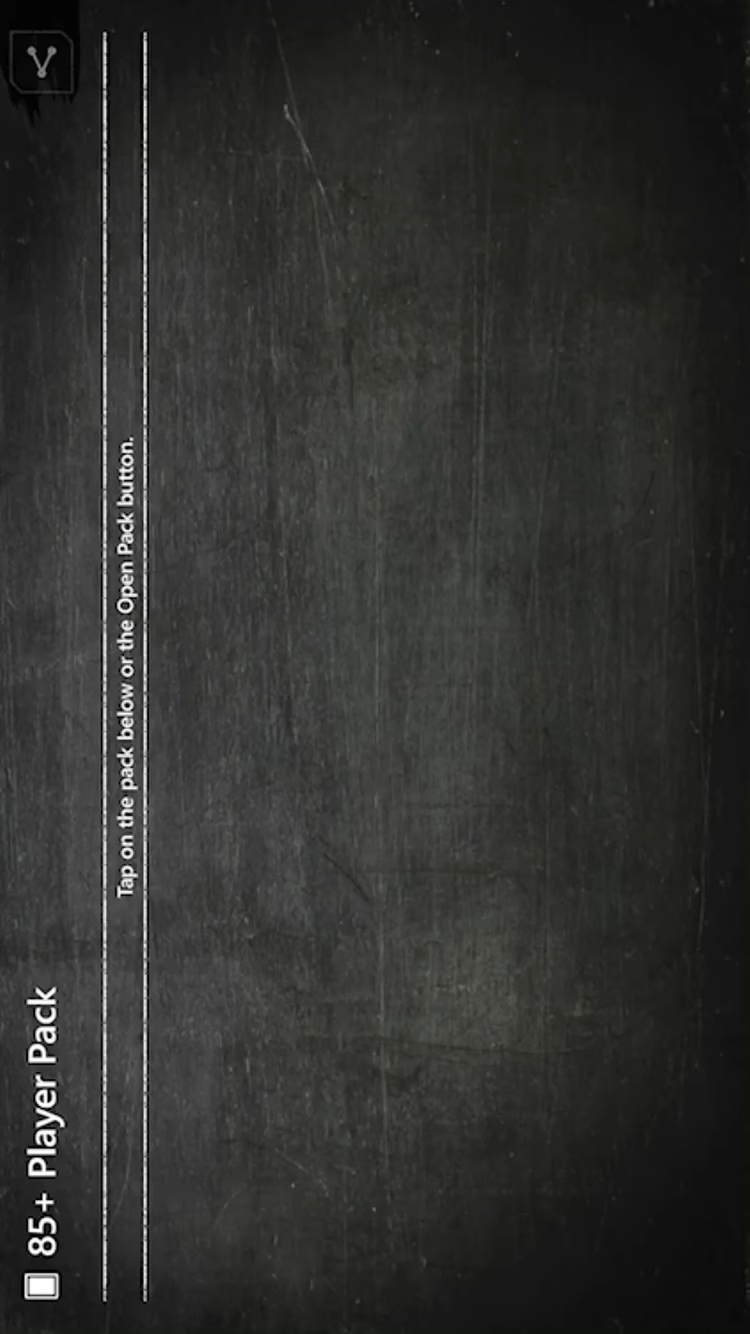 85+ Player Pack
Tap on the pack below or the Open Pack button.